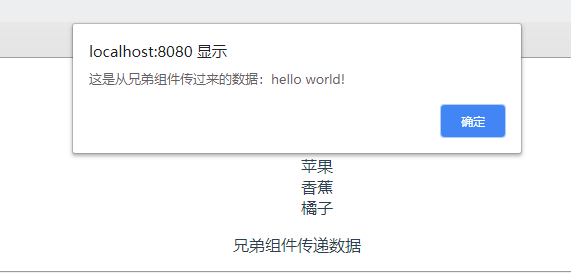 localhost:8080 显示
这是从兄弟组件传过来的数据：hello world!
确定
苹果
香蕉
橘子
兄弟组件传递数据